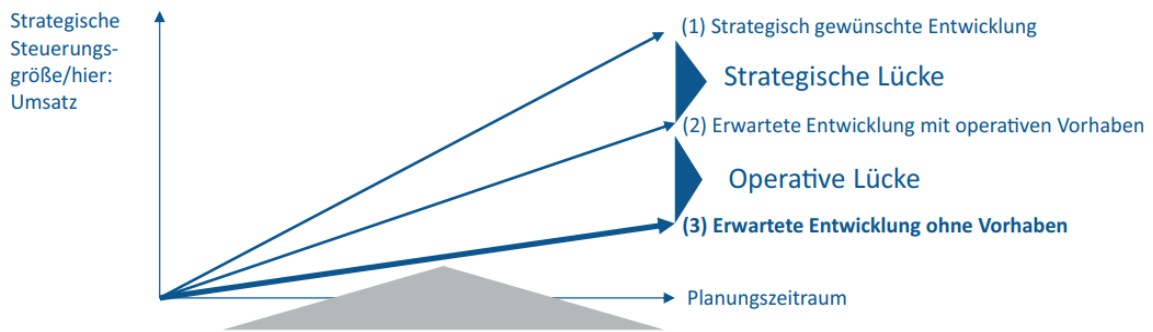 Strategische
Steuerungs-
größe/hier:
Umsatz
(1) Strategisch gewünschte Entwicklung
Strategische Lücke
(2) Erwartete Entwicklung mit operativen Vorhaben
Operative Lücke
(3) Erwartete Entwicklung ohne Vorhaben
Planungszeitraum